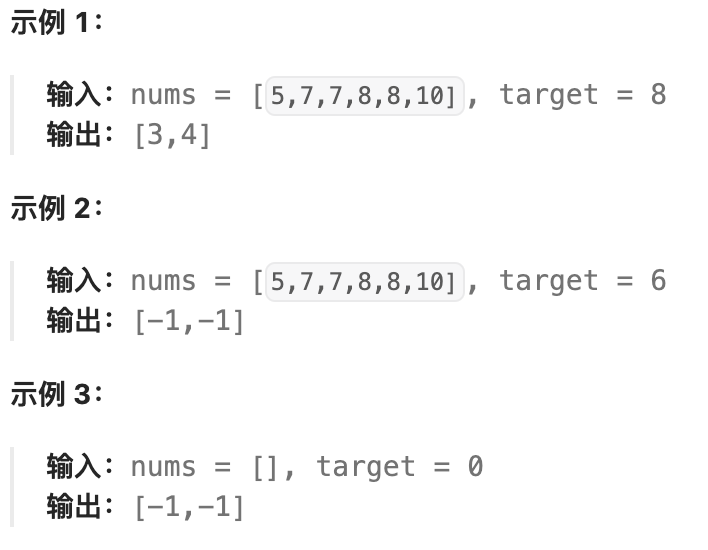 示例 1：
输入：nums = [5,7,7,8,8,10], target = 8
输出：[3,4]
示例 2：
输入：nums = [5,7,7,8,8,10], target = 6
输出：[-1,-1]
示例 3：
输入：nums = [], target = 0
输出：[-1,-1]